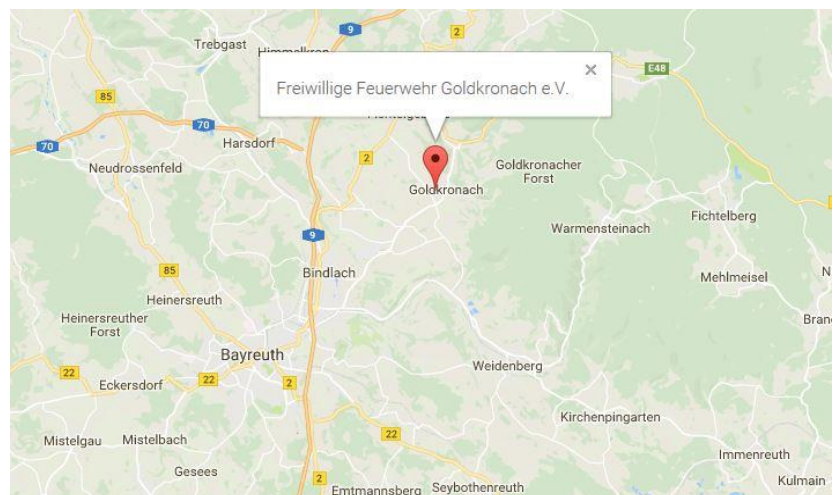 9
2
Trebgast
Himmelkron
E48
×
Freiwillige Feuerwehr Goldkronach e.V.
85
70
70
Harsdorf
2
Neudrossenfeld
Goldkronacher
Forst
Goldkronach
Fichtelberg
Warmensteinach
9
Bindlach
85
Mehlmeisel
N
Heinersreuth
Heinersreuther
Forst
Bran
Bayreuth
Weidenberg
22
22
2
Eckersdorf
Kirchenpingarten
22
Mistelgau
Mistelbach
Immenreuth
Gesees
2
Kulmain
Emtmannsberg
Seybothenreuth